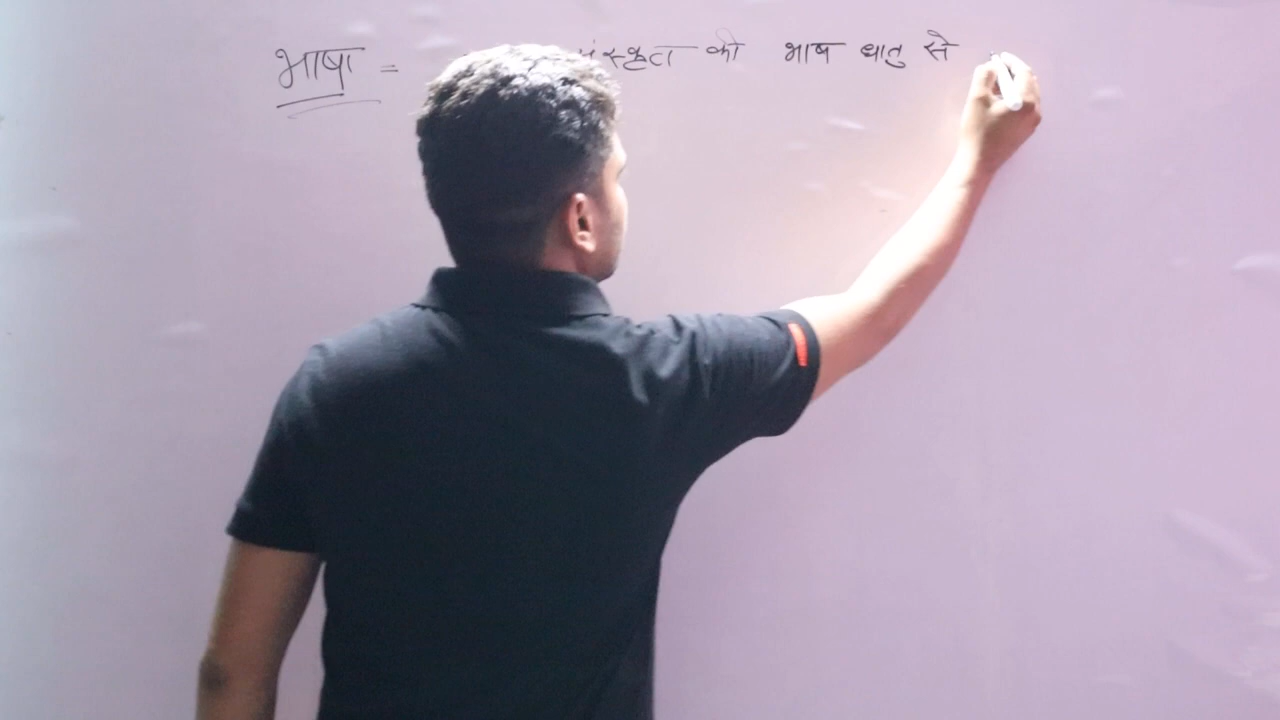 भाषा = संस्कृत की भाष धातु से